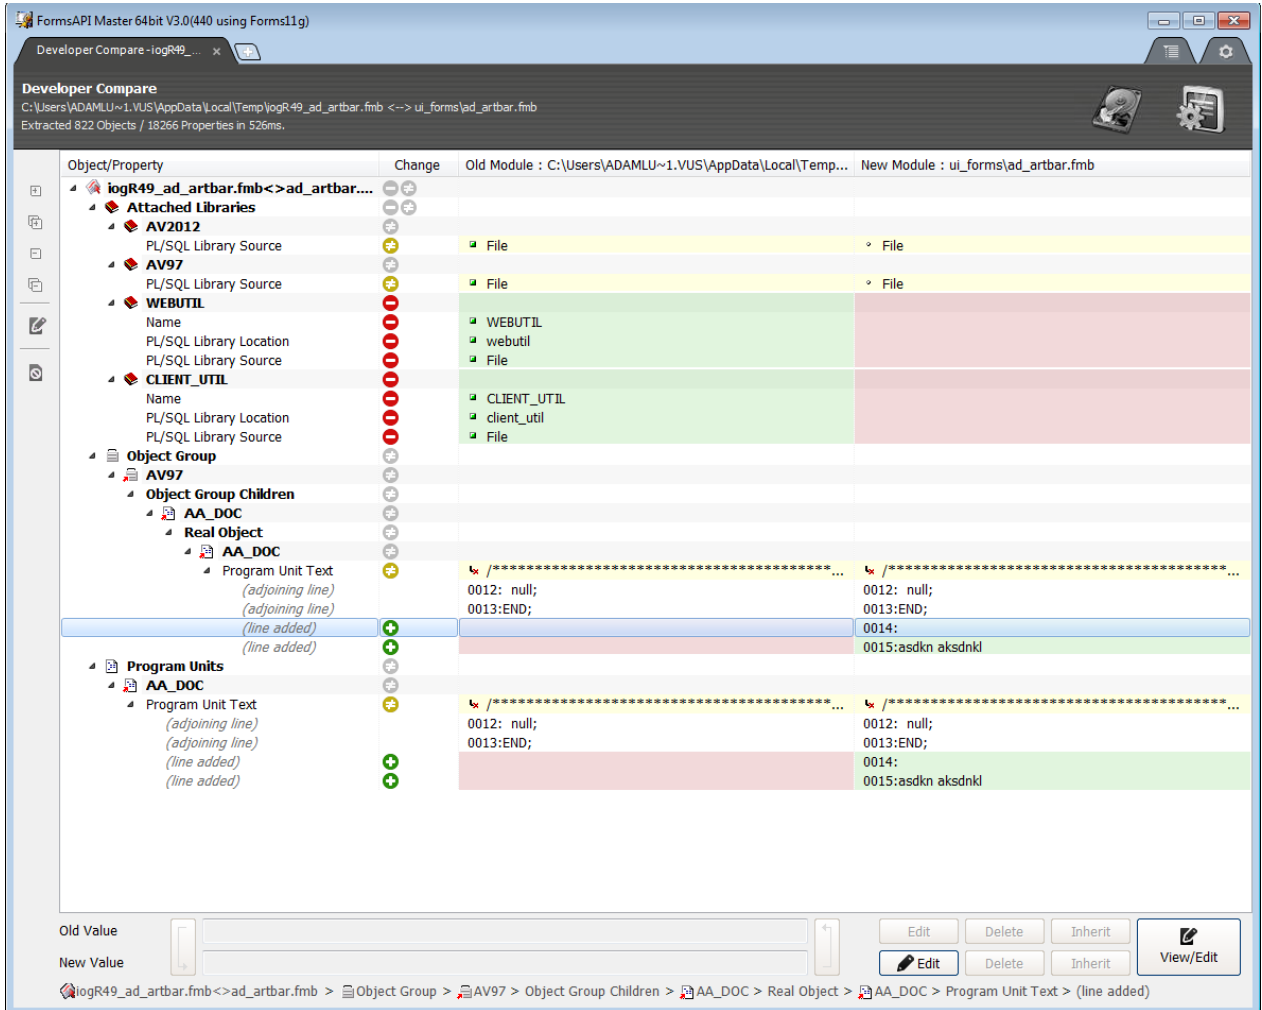 FormsAPI Master 64bit V3.0(440 using Forms11g)
Developer Compare - iogR49_...
Developer Compare
C:\Users\ADAMLU~1.VUS\AppData\Local\Temp\iogR49_ad_artbar.fmb <--> ui_forms\ad_artbar.fmb
Extracted 822 Objects / 18266 Properties in 526ms.
Object/Property Change Old Module : C:\Users\ADAMLU~1.VUS\AppData\Local\Temp... New Module : ui_forms\ad_artbar.fmb
iogR49_ad_artbar.fmb<>ad_artbar....
Attached Libraries
AV2012
PL/SQL Library Source File File
AV97
PL/SQL Library Source File File
WEBUTIL
Name WEBUTIL
PL/SQL Library Location webutil
PL/SQL Library Source File
CLIENT_UTIL
Name CLIENT_UTIL
PL/SQL Library Location client_util
PL/SQL Library Source File
Object Group
AV97
Object Group Children
AA_DOC
Real Object
AA_DOC
Program Unit Text /****************************************... /****************************************...
(adjoining line) 0012: null; 0012: null;
(adjoining line) 0013:END; 0013:END;
(line added) 0014:
(line added) 0015:asdkn aksdnkl
Program Units
AA_DOC
Program Unit Text /****************************************... /****************************************...
(adjoining line) 0012: null; 0012: null;
(adjoining line) 0013:END; 0013:END;
(line added) 0014:
(line added) 0015:asdkn aksdnkl
Old Value Edit Delete Inherit
New Value Edit Delete Inherit
View/Edit
iogR49_ad_artbar.fmb<>ad_artbar.fmb > Object Group > AV97 > Object Group Children > AA_DOC > Real Object > AA_DOC > Program Unit Text > (line added)